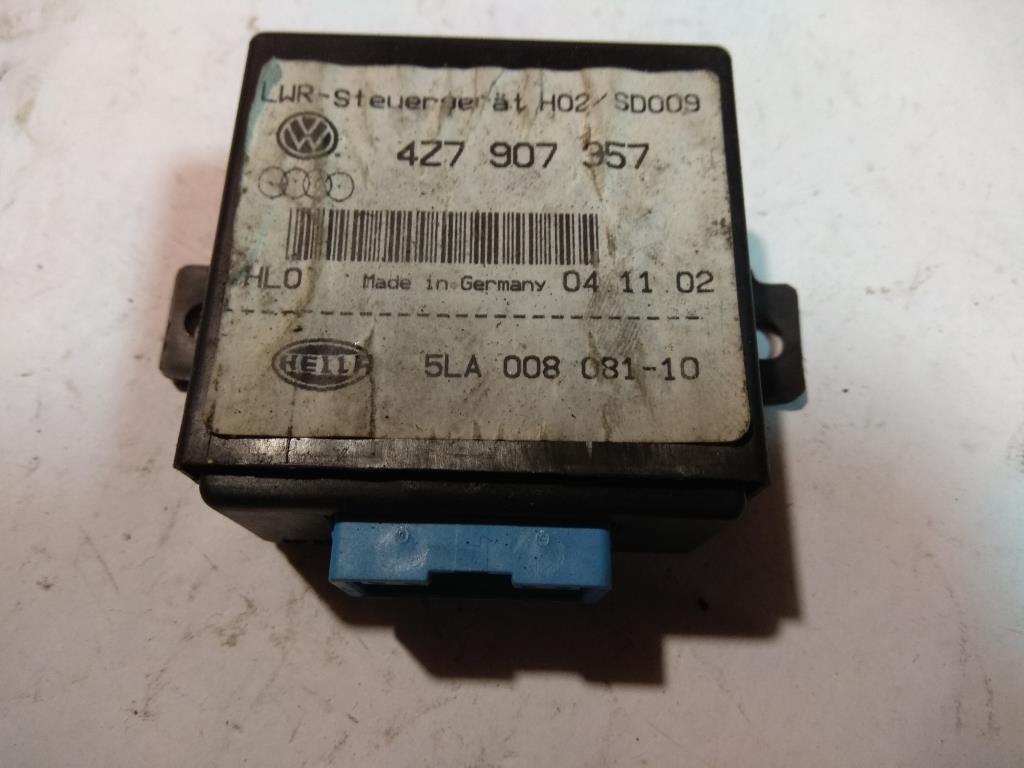 LWR-Steuergerät H02/SD009
4Z7 907 357
HLO Made in Germany 04 11 02
HELLA 5LA 008 081-10